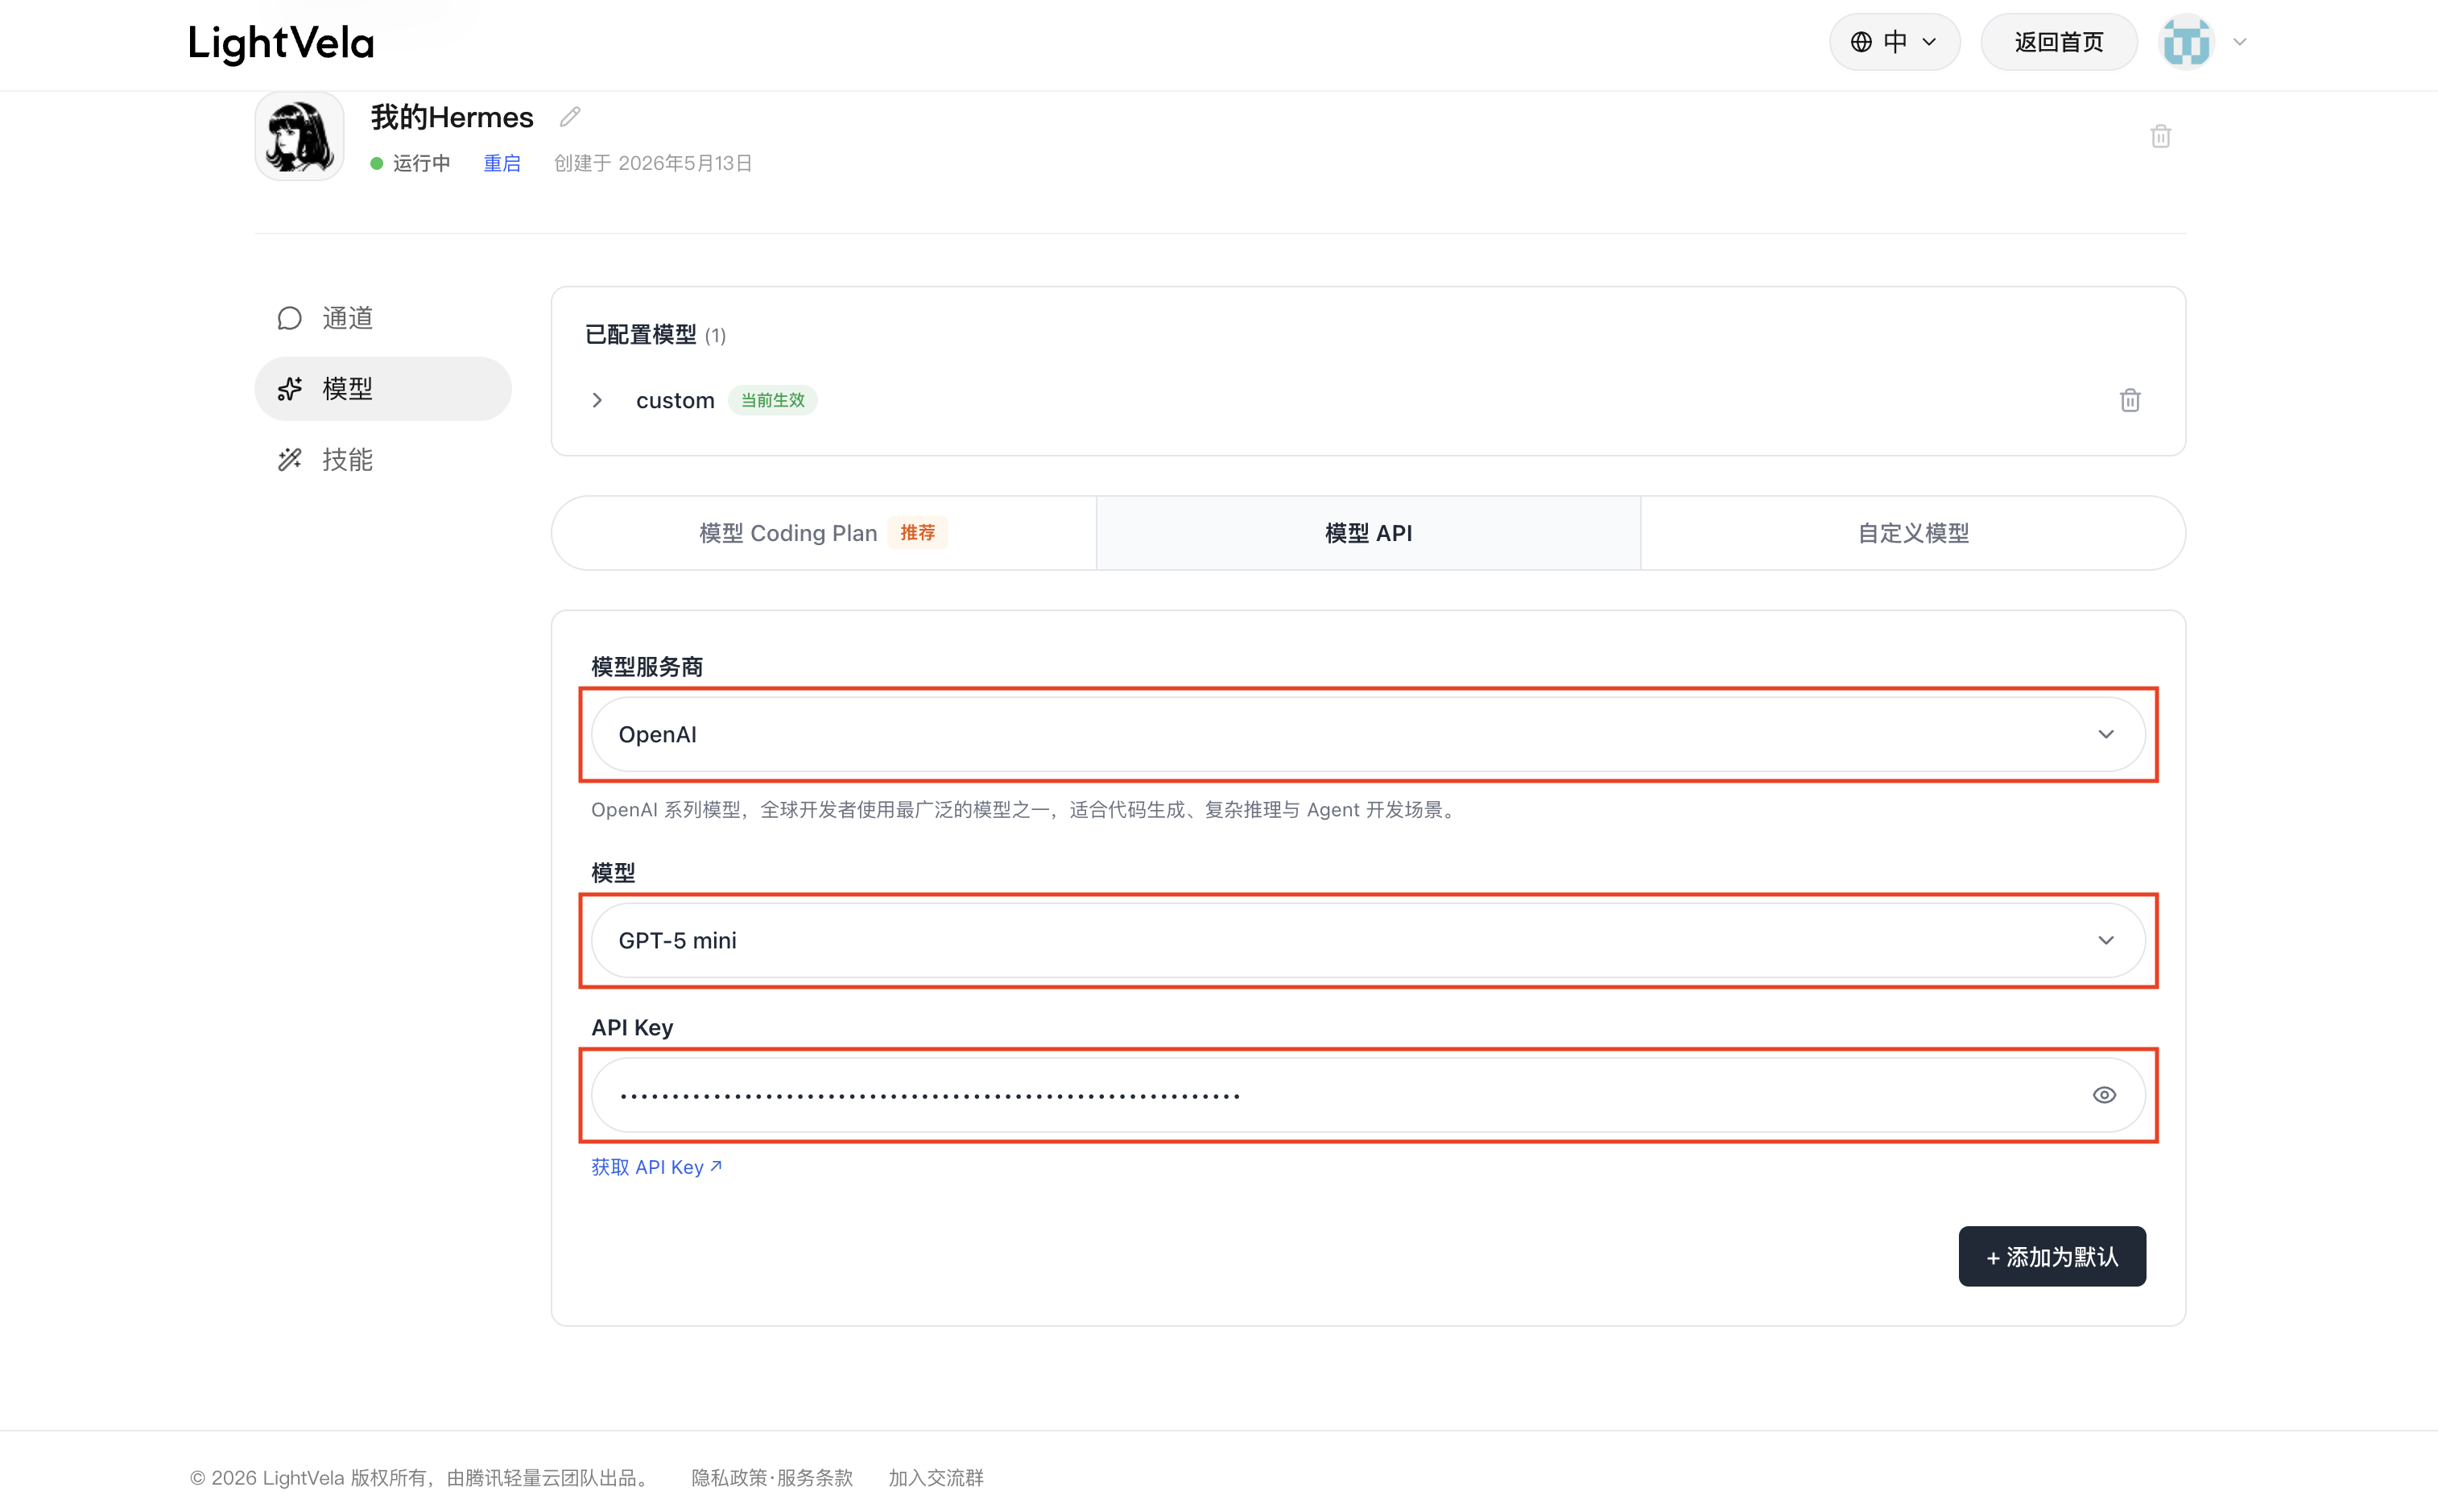 LightVela
中
返回首页
我的Hermes
运行中 重启 创建于 2026年5月13日
通道
模型
技能
已配置模型 (1)
custom 当前生效
模型 Coding Plan 推荐
模型 API
自定义模型
模型服务商
OpenAI
OpenAI 系列模型，全球开发者使用最广泛的模型之一，适合代码生成、复杂推理与 Agent 开发场景。
模型
GPT-5 mini
API Key
获取 API Key ↗
+ 添加为默认
© 2026 LightVela 版权所有，由腾讯轻量云团队出品。 隐私政策·服务条款 加入交流群